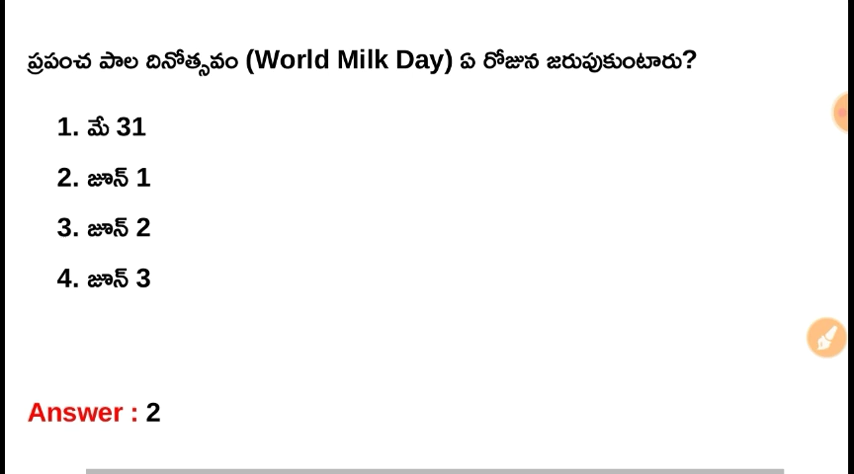 ప్రపంచ పాల దినోత్సవం (World Milk Day) ఏ రోజున జరుపుకుంటారు?
1. మే 31
2. జూన్ 1
3. జూన్ 2
4. జూన్ 3
Answer : 2